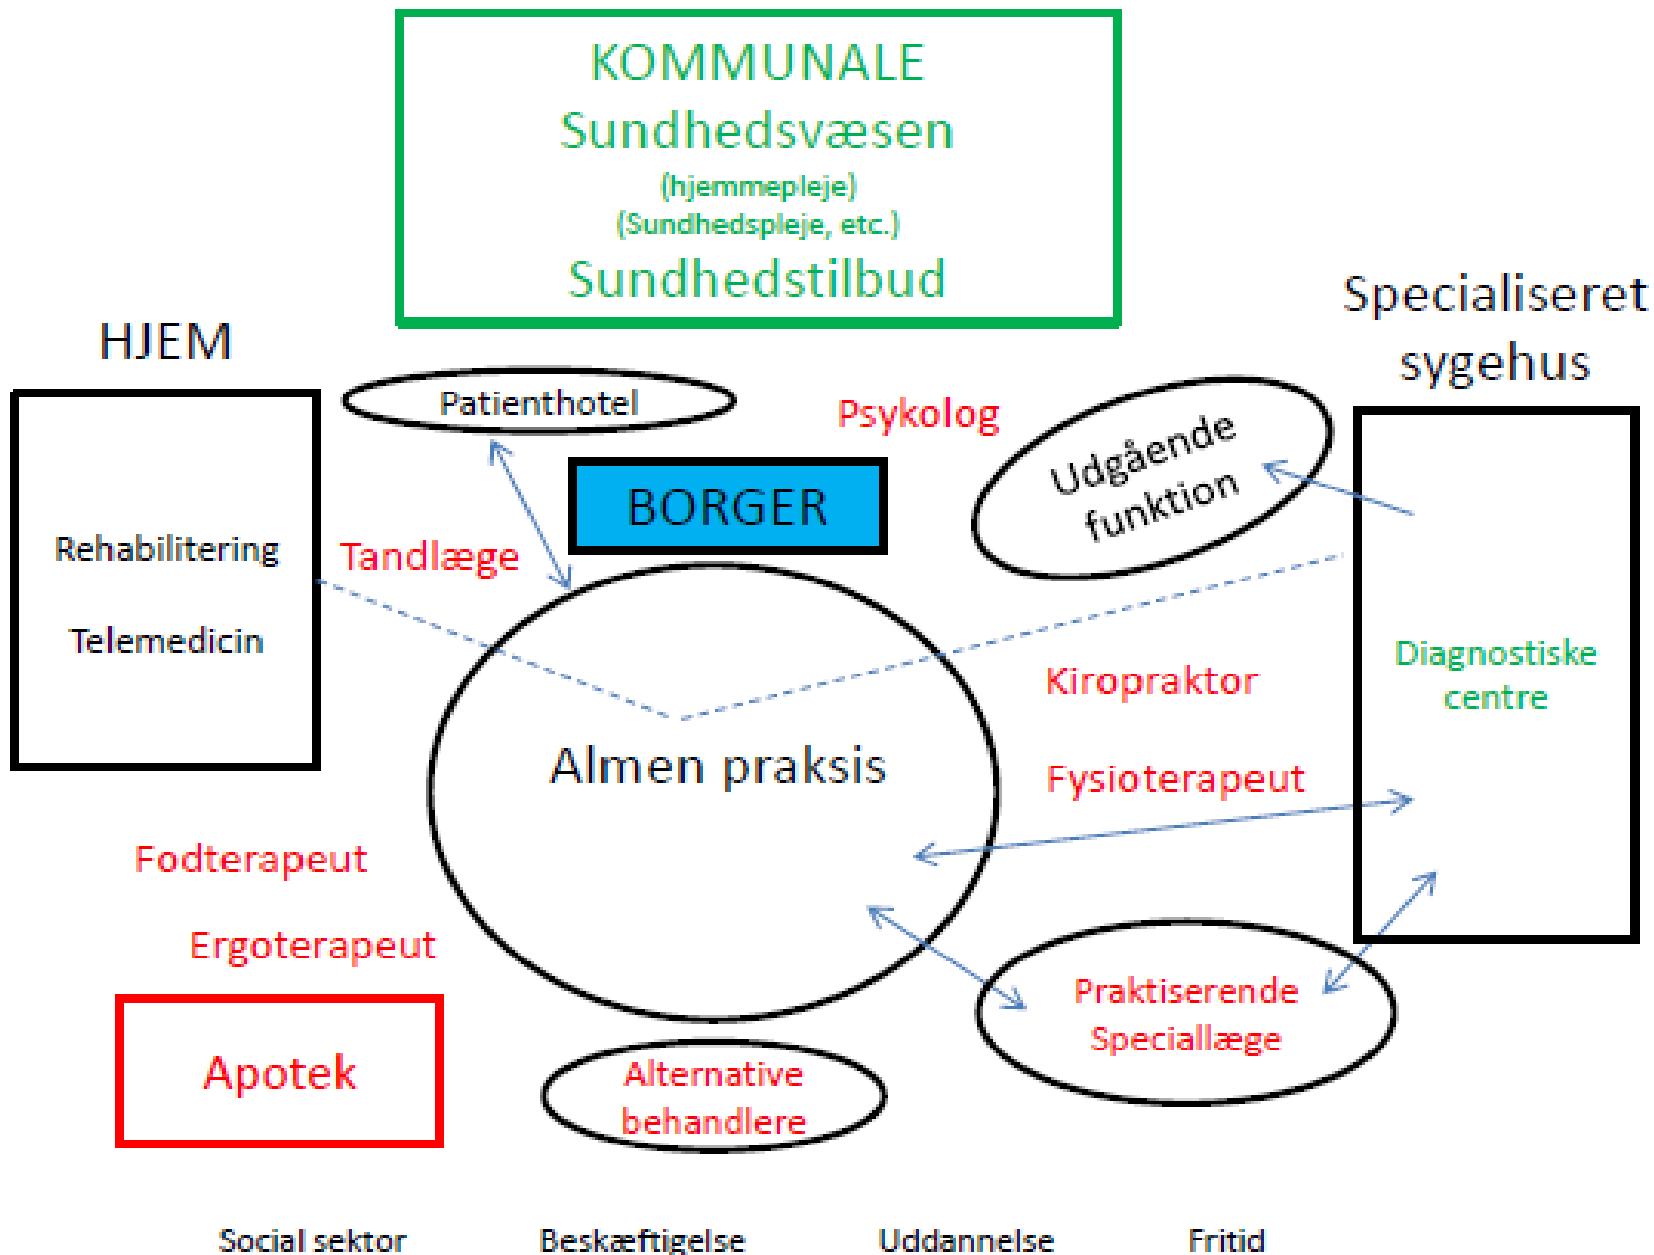 KOMMUNALE
Sundhedsvæsen
(hjemmepleje)
(Sundhedspleje, etc.)
Sundhedstilbud
HJEM
Specialiseret
sygehus
Patienthotel
Psykolog
Udgående
funktion
BORGER
Rehabilitering
Tandlæge
Telemedicin
Diagnostiske
centre
Kiropraktor
Almen praksis
Fysioterapeut
Fodterapeut
Ergoterapeut
Praktiserende
Speciallæge
Apotek
Alternative
behandlere
Social sektor
Beskæftigelse
Uddannelse
Fritid